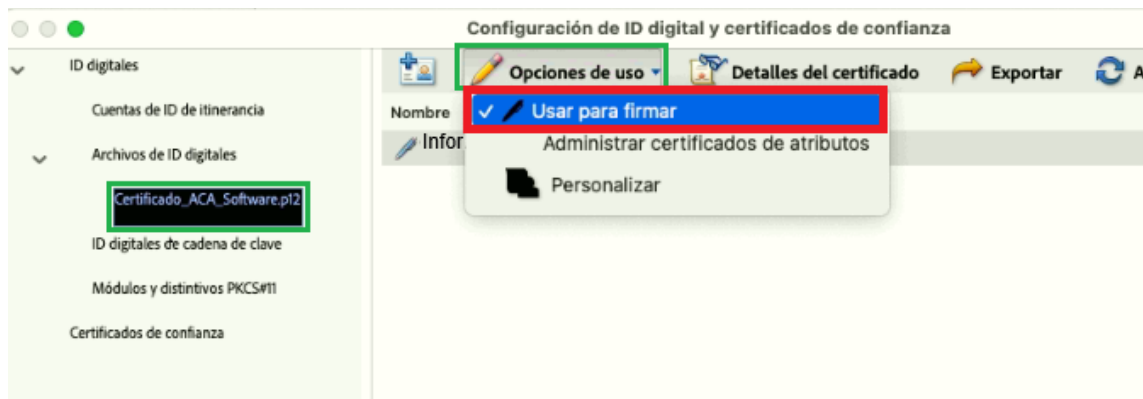 Configuración de ID digital y certificados de confianza
ID digitales
Cuentas de ID de itinerancia
Archivos de ID digitales
Certificado_ACA_Software.p12
ID digitales de cadena de clave
Módulos y distintivos PKCS#11
Certificados de confianza
Opciones de uso
Detalles del certificado
Exportar
A
Nombre
Usar para firmar
Infor
Administrar certificados de atributos
Personalizar